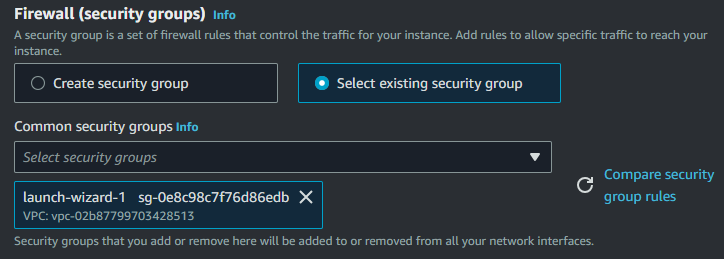 Firewall (security groups) Info
A security group is a set of firewall rules that control the traffic for your instance. Add rules to allow specific traffic to reach your
instance.
Create security group
Select existing security group
Common security groups Info
Select security groups
launch-wizard-1 sg-0e8c98c7f76d86edb
VPC: vpc-02b87799703428513
Compare security
group rules
Security groups that you add or remove here will be added to or removed from all your network interfaces.